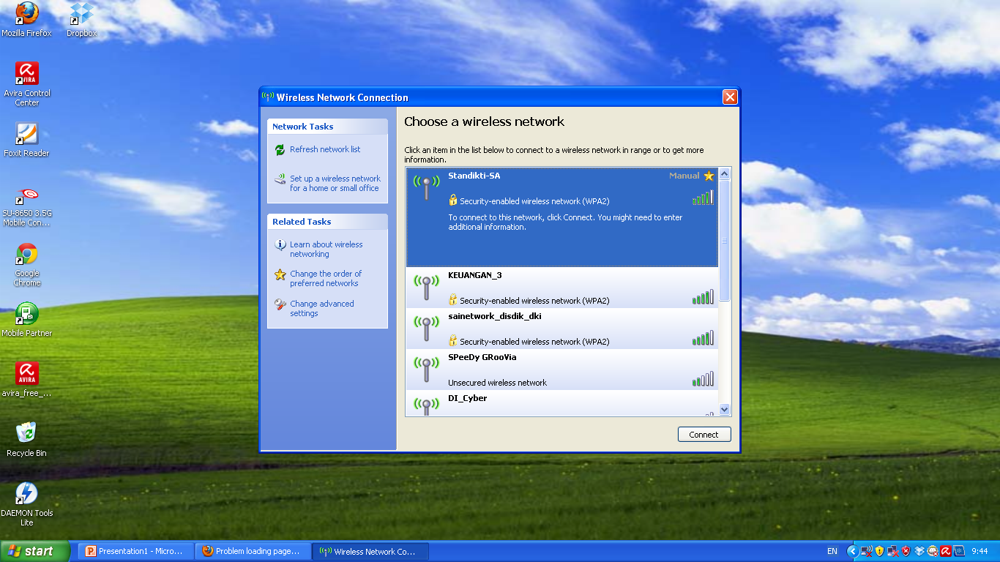 Mozilla Firefox
Dropbox
Avira Control
Center
Foxit Reader
SU-8650 3.5G
Mobile Con...
Google
Chrome
Mobile Partner
avira_free_...
Recycle Bin
DAEMON Tools
Lite
Wireless Network Connection
Network Tasks
Refresh network list
Set up a wireless network
for a home or small office
Related Tasks
Learn about wireless
networking
Change the order of
preferred networks
Change advanced
settings
Choose a wireless network
Click an item in the list below to connect to a wireless network in range or to get more
information.
Standikti-SA
Manual
Security-enabled wireless network (WPA2)
To connect to this network, click Connect. You might need to enter
additional information.
KEUANGAN_3
Security-enabled wireless network (WPA2)
sainetwork_disdik_dki
Security-enabled wireless network (WPA2)
SPeeDy GRooVia
Unsecured wireless network
DI_Cyber
Connect
start
Presentation1 - Micro...
Problem loading page...
Wireless Network Co...
EN
9:44